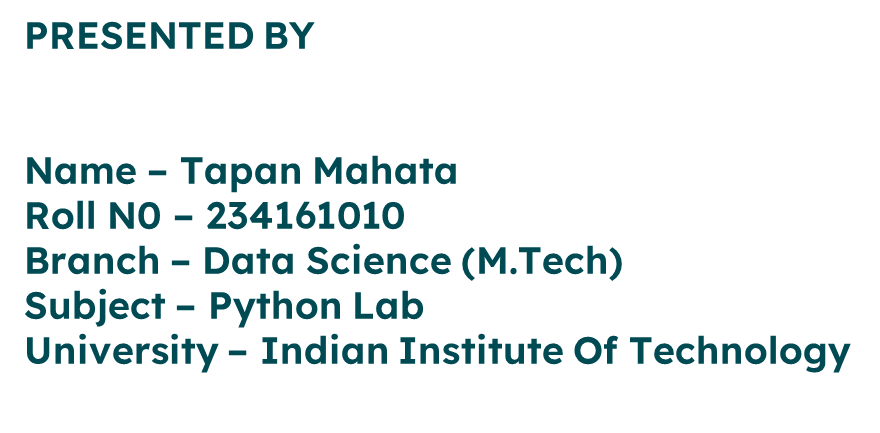 PRESENTED BY
Name – Tapan Mahata
Roll N0 – 234161010
Branch – Data Science (M.Tech)
Subject – Python Lab
University – Indian Institute Of Technology